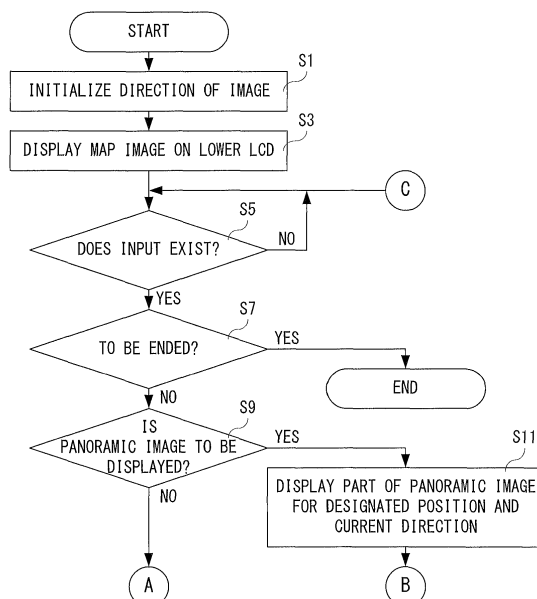 START
S1
INITIALIZE DIRECTION OF IMAGE
S3
DISPLAY MAP IMAGE ON LOWER LCD
C
S5
DOES INPUT EXIST?
NO
YES
S7
TO BE ENDED?
YES
END
NO
S9
IS
PANORAMIC IMAGE TO BE
DISPLAYED?
YES
NO
S11
DISPLAY PART OF PANORAMIC IMAGE
FOR DESIGNATED POSITION AND
CURRENT DIRECTION
A
B